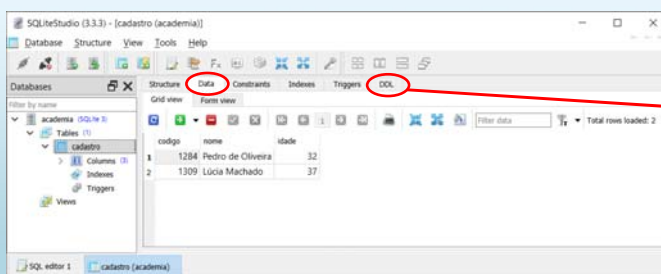 SQLiteStudio (3.3.3) - [cadastro (academia)]
Database Structure View Tools Help
Databases
Structure Data Constraints Indexes Triggers DDL
Filter by name
Grid view Form view
academia (SQLite 3)
Filter data
Total rows loaded: 2
Tables (1)
cadastro
codigo nome idade
Columns (3)
1 1284 Pedro de Oliveira 32
Indexes
2 1309 Lúcia Machado 37
Triggers
Views
SQL editor 1
cadastro (academia)